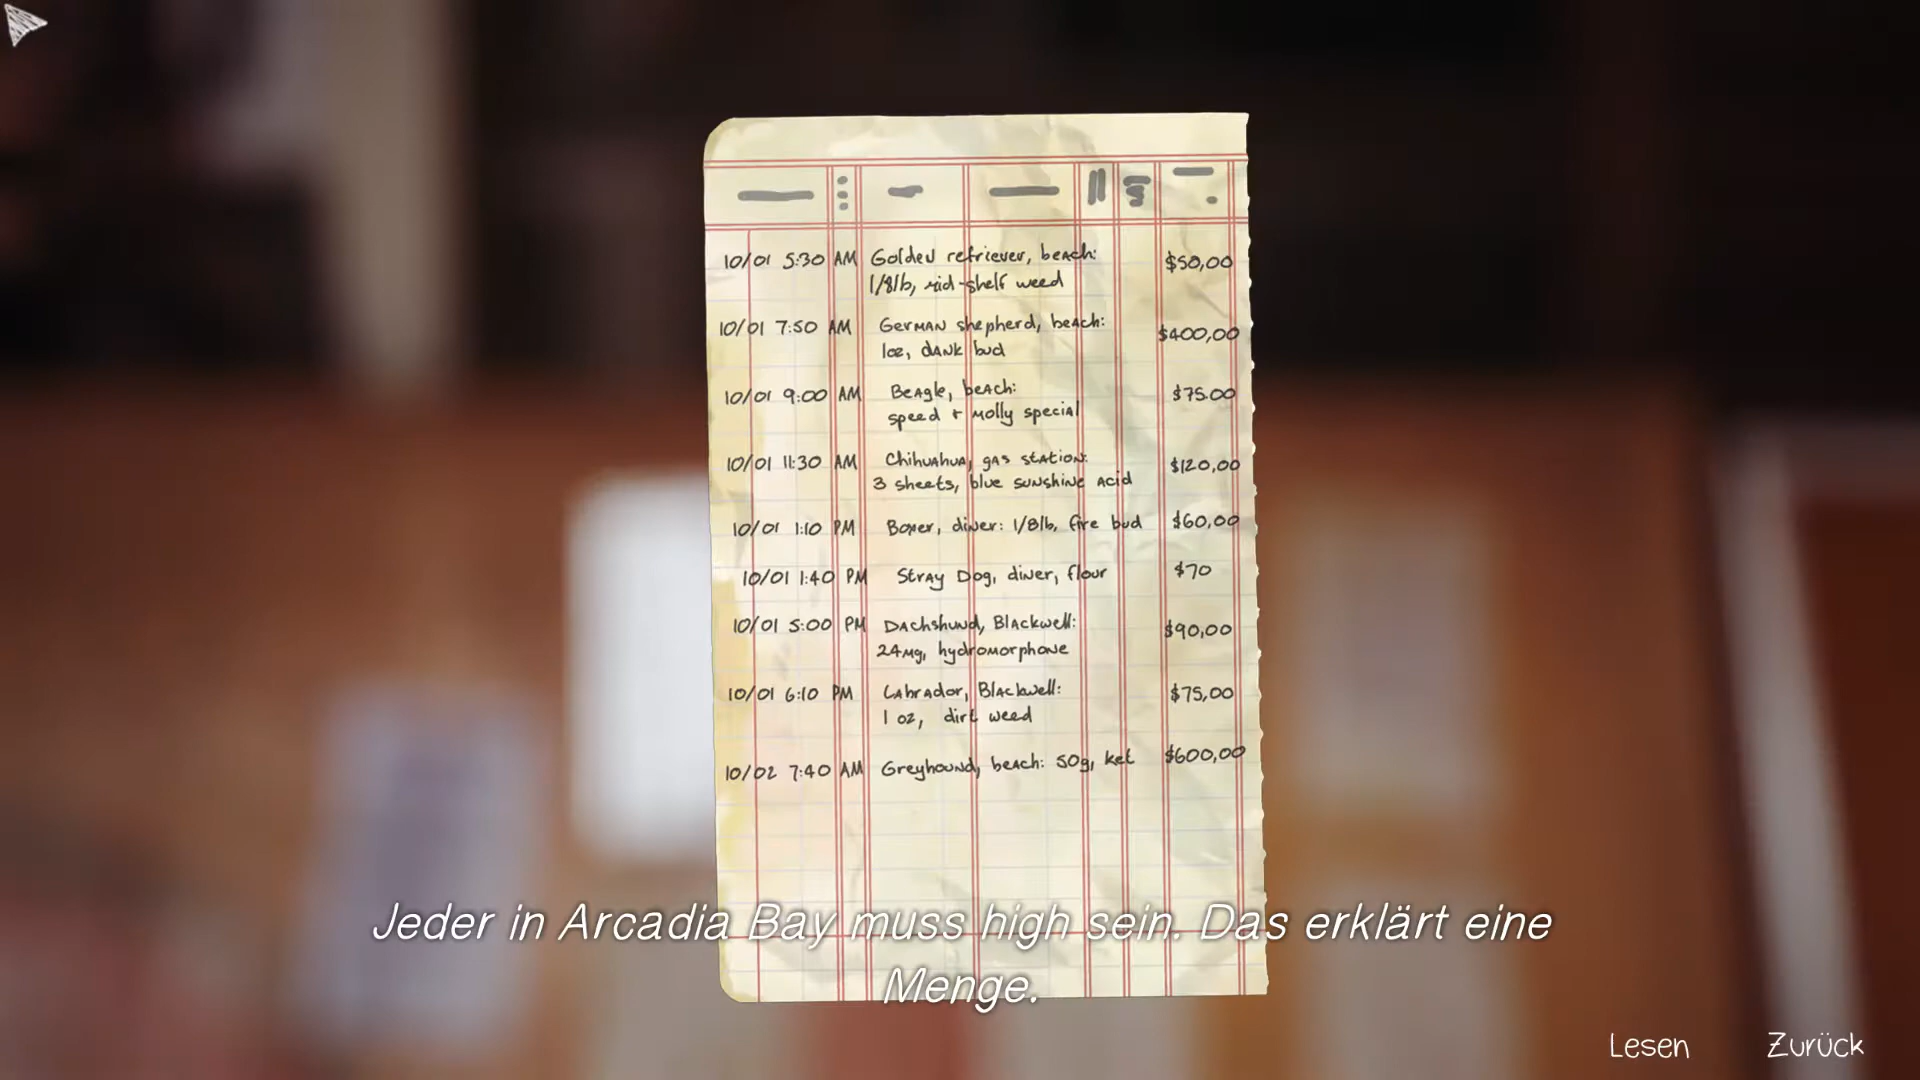 10/01 5:30 AM Golden retriever, beach: $50,00
1/8lb, mid-shelf weed
10/01 7:50 AM German shepherd, beach: $400,00
1oz, dank bud
10/01 9:00 AM Beagle, beach: $75.00
speed + Molly special
10/01 11:30 AM Chihuahua, gas station: $120,00
3 sheets, blue sunshine acid
10/01 1:10 PM Boxer, diner: 1/8lb, fire bud $60,00
10/01 1:40 PM Stray Dog, diner, flour $70
10/01 5:00 PM Dachshund, Blackwell: $90,00
24mg, hydromorphone
10/01 6:10 PM Labrador, Blackwell: $75,00
1 oz, dirt weed
10/02 7:40 AM Greyhound, beach: 50g, ket $600,00
Jeder in Arcadia Bay muss high sein. Das erklärt eine
Menge.
Lesen Zurück